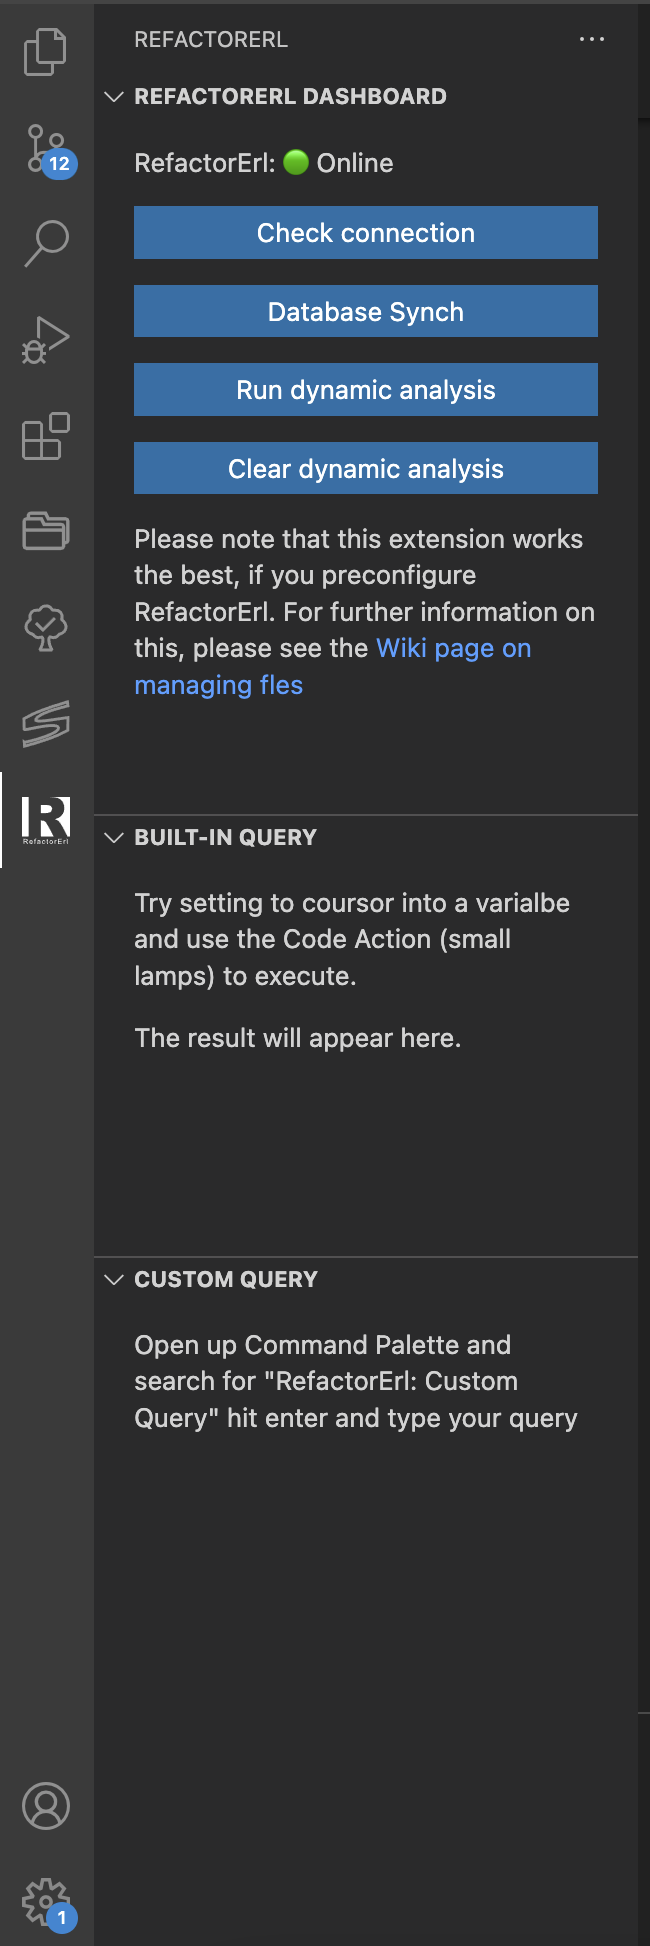 REFACTORERL
REFACTORERL DASHBOARD
12
RefactorErl: 🟢 Online
Check connection
Database Synch
Run dynamic analysis
Clear dynamic analysis
Please note that this extension works
the best, if you preconfigure
RefactorErl. For further information on
this, please see the Wiki page on
managing fles
R
RefactorErl
BUILT-IN QUERY
Try setting to coursor into a varialbe
and use the Code Action (small
lamps) to execute.
The result will appear here.
CUSTOM QUERY
Open up Command Palette and
search for "RefactorErl: Custom
Query" hit enter and type your query
1